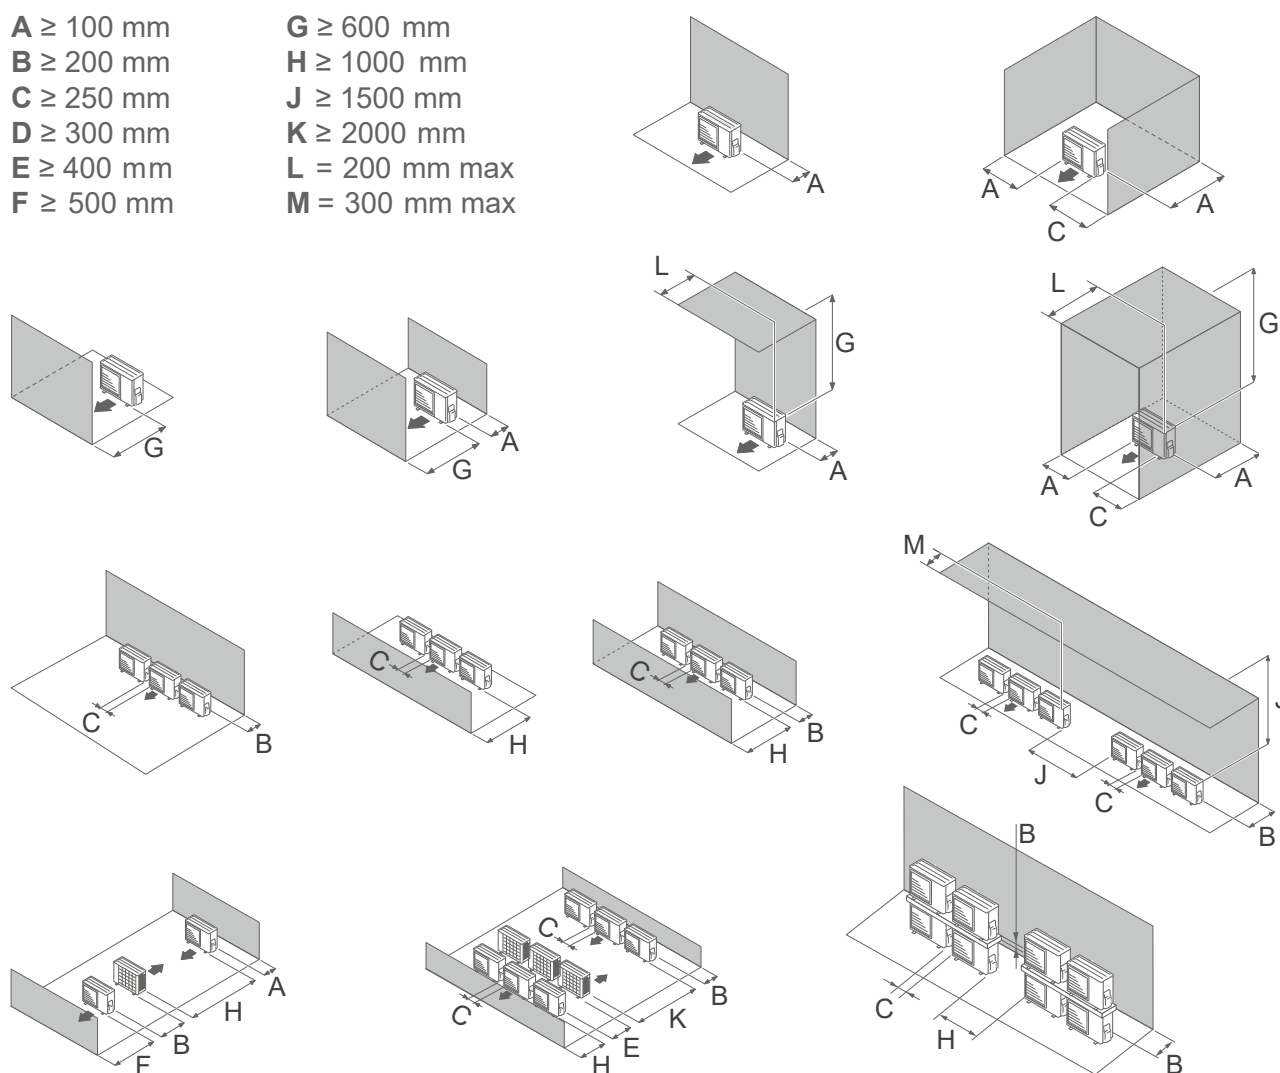 A ≥ 100 mm
B ≥ 200 mm
C ≥ 250 mm
D ≥ 300 mm
E ≥ 400 mm
F ≥ 500 mm
G ≥ 600 mm
H ≥ 1000 mm
J ≥ 1500 mm
K ≥ 2000 mm
L = 200 mm max
M = 300 mm max
A
A
C
A
G
G
A
L
G
A
L
G
A
C
A
C
B
C
H
C
H
B
M
J
C
J
C
B
F
B
H
A
C
C
H
E
K
B
B
C
H
B